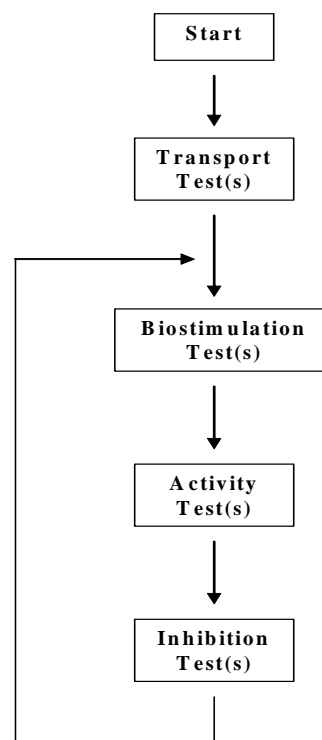 Start
Transport
Test(s)
Biostimulation
Test(s)
Activity
Test(s)
Inhibition
Test(s)